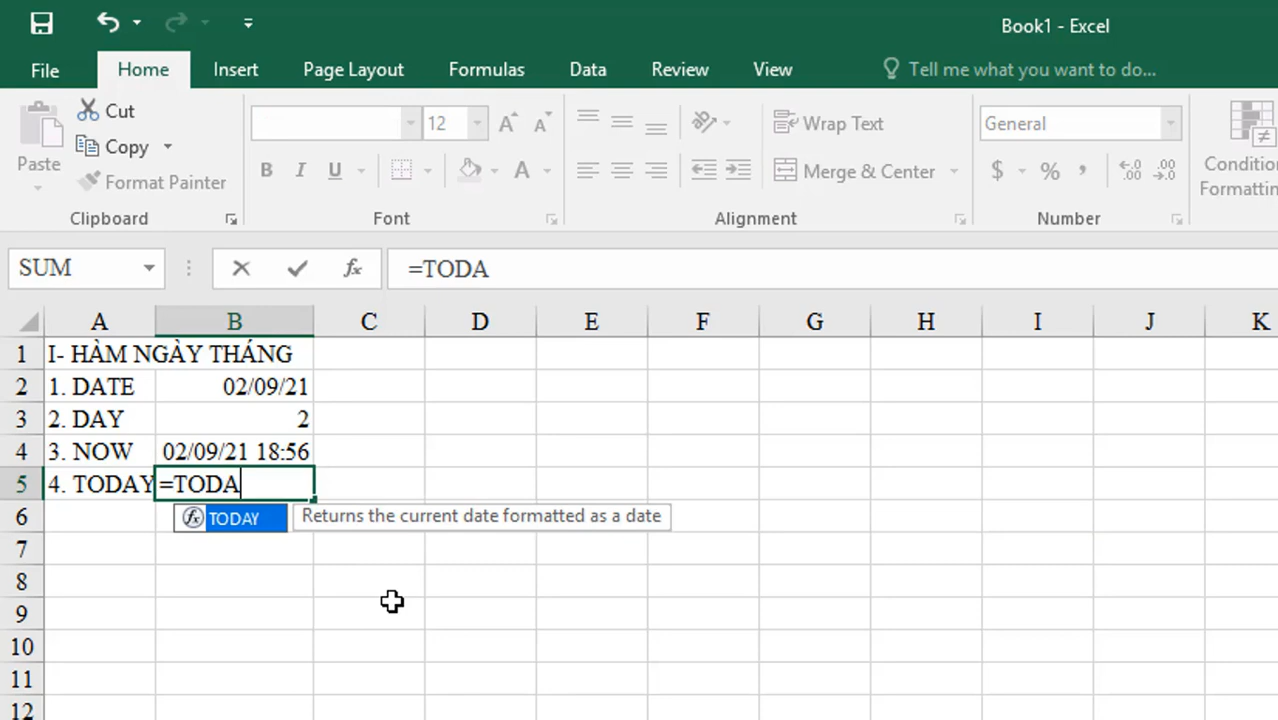 Book1 - Excel
File Home Insert Page Layout Formulas Data Review View Tell me what you want to do...
Paste Cut Copy Format Painter
12
General
Wrap Text
Merge & Center
B I U A $ % ,
Condition
Formatting
Clipboard Font Alignment Number
SUM fx =TODA
A B C D E F G H I J K
1 I- HÀM NGÀY THÁNG
2 1. DATE 02/09/21
3 2. DAY 2
4 3. NOW 02/09/21 18:56
5 4. TODAY =TODA
6 fx TODAY Returns the current date formatted as a date
7
8
9
10
11
12